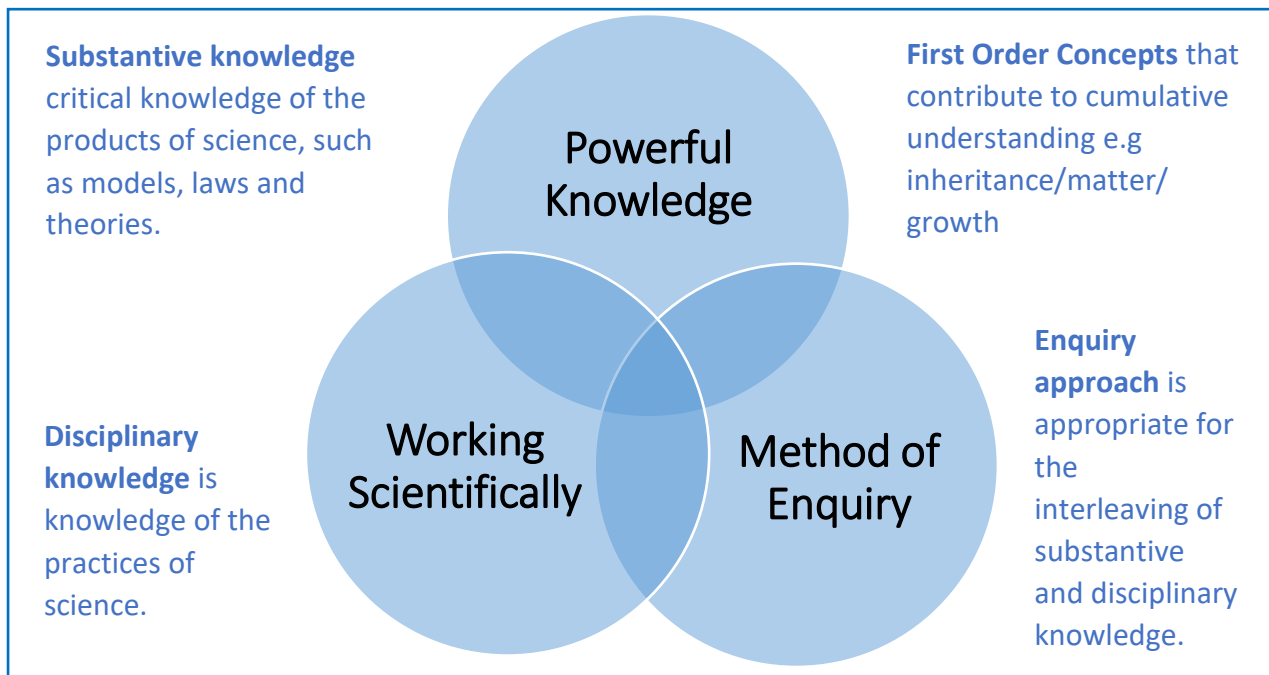 Substantive knowledge
critical knowledge of the
products of science, such
as models, laws and
theories.
First Order Concepts that
contribute to cumulative
understanding e.g
inheritance/matter/
growth
Powerful
Knowledge
Disciplinary
knowledge is
knowledge of the
practices of
science.
Working
Scientifically
Method of
Enquiry
Enquiry
approach is
appropriate for
the
interleaving of
substantive
and disciplinary
knowledge.